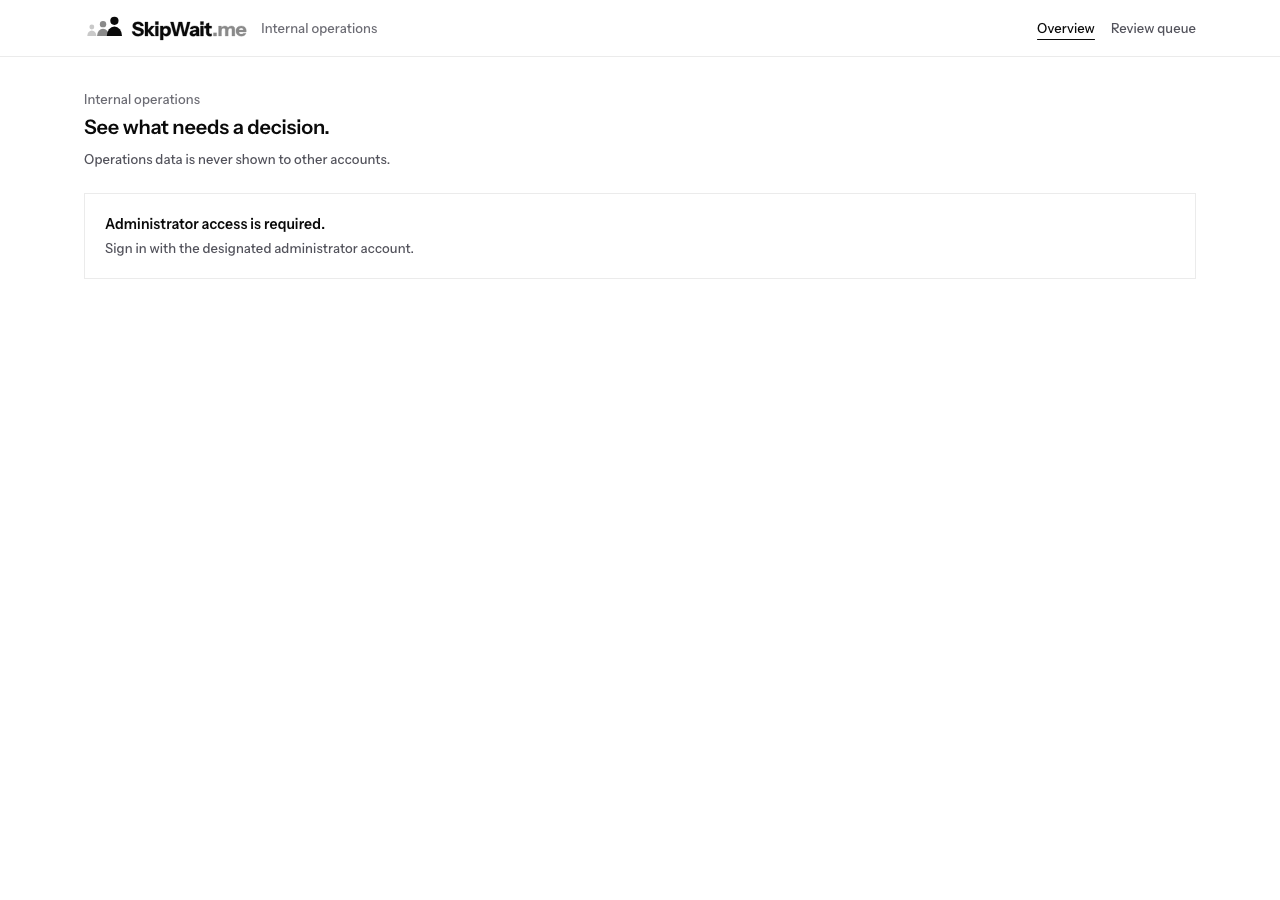 SkipWait.me Internal operations Overview Review queue
Internal operations
See what needs a decision.
Operations data is never shown to other accounts.
Administrator access is required.
Sign in with the designated administrator account.